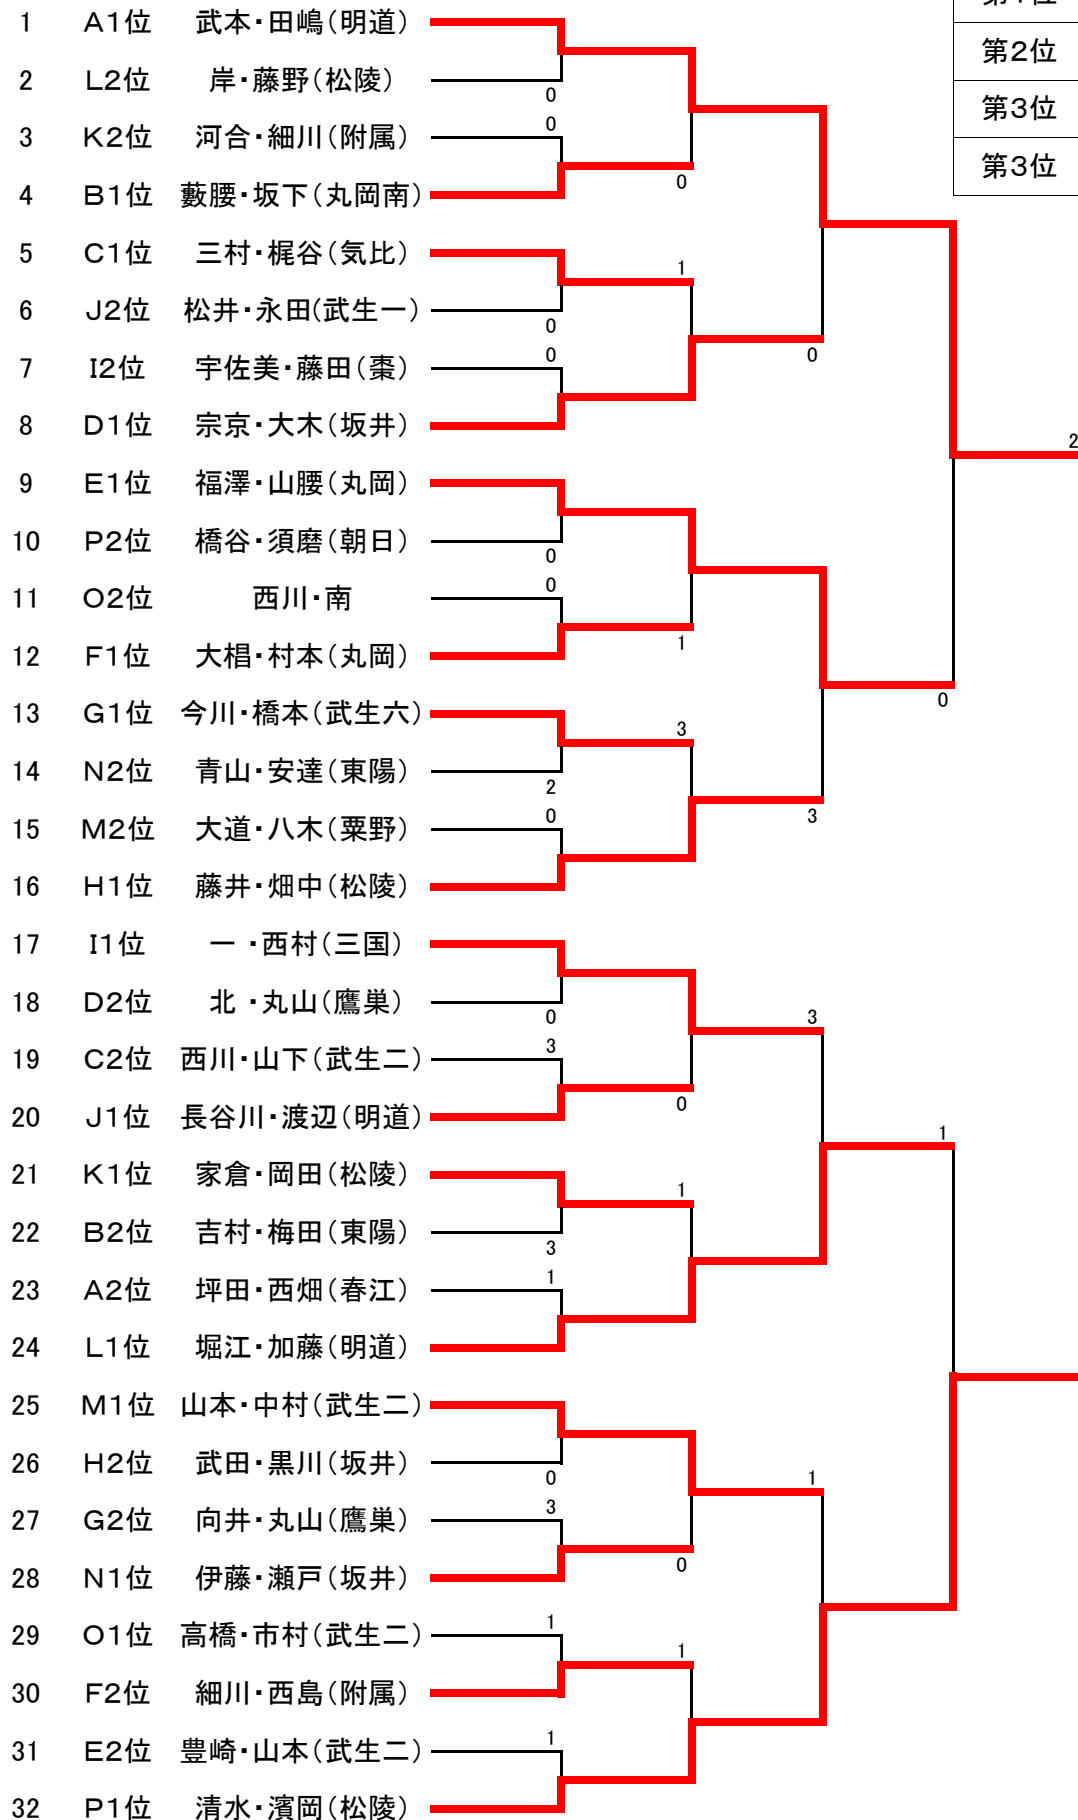 1 A1位 武本・田嶋(明道)
第2位
2 L2位 岸・藤野(松陵)
0
第3位
3 K2位 河合・細川(附属)
0
第3位
4 B1位 藪腰・坂下(丸岡南)
0
5 C1位 三村・梶谷(気比)
1
6 J2位 松井・永田(武生一)
0
7 I2位 宇佐美・藤田(棗)
0
0
8 D1位 宗京・大木(坂井)
2
9 E1位 福澤・山腰(丸岡)
10 P2位 橋谷・須磨(朝日)
0
11 O2位 西川・南
0
12 F1位 大椙・村本(丸岡)
1
13 G1位 今川・橋本(武生六)
0
3
14 N2位 青山・安達(東陽)
2
15 M2位 大道・八木(粟野)
0
3
16 H1位 藤井・畑中(松陵)
17 I1位 一 ・西村(三国)
18 D2位 北 ・丸山(鷹巣)
0
3
19 C2位 西川・山下(武生二)
3
20 J1位 長谷川・渡辺(明道)
0
1
21 K1位 家倉・岡田(松陵)
1
22 B2位 吉村・梅田(東陽)
3
23 A2位 坪田・西畑(春江)
1
24 L1位 堀江・加藤(明道)
25 M1位 山本・中村(武生二)
26 H2位 武田・黒川(坂井)
0
1
27 G2位 向井・丸山(鷹巣)
3
28 N1位 伊藤・瀬戸(坂井)
0
29 O1位 高橋・市村(武生二)
1
1
30 F2位 細川・西島(附属)
31 E2位 豊崎・山本(武生二)
1
32 P1位 清水・濱岡(松陵)